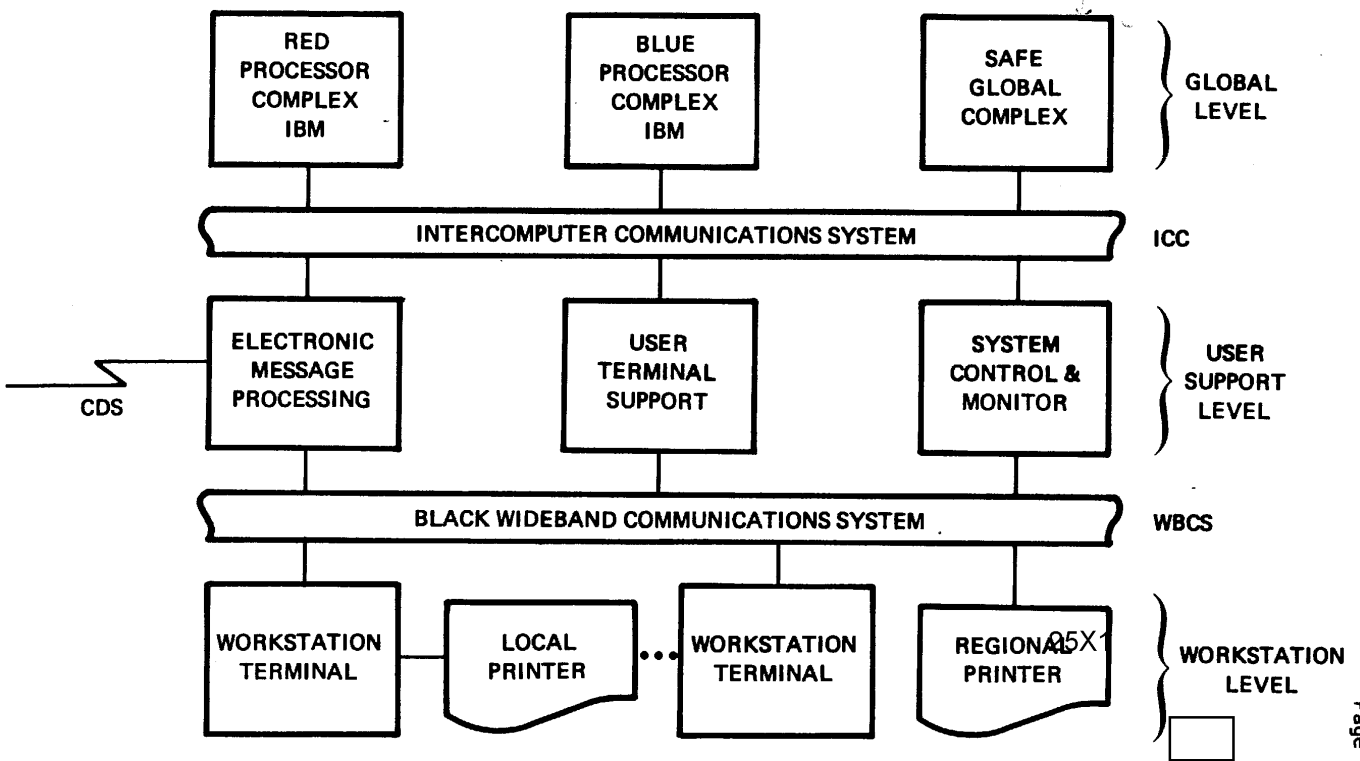 RED
PROCESSOR
COMPLEX
IBM
BLUE
PROCESSOR
COMPLEX
IBM
SAFE
GLOBAL
COMPLEX
GLOBAL
LEVEL
INTERCOMPUTER COMMUNICATIONS SYSTEM
ICC
CDS
ELECTRONIC
MESSAGE
PROCESSING
USER
TERMINAL
SUPPORT
SYSTEM
CONTROL &
MONITOR
USER
SUPPORT
LEVEL
BLACK WIDEBAND COMMUNICATIONS SYSTEM
WBCS
WORKSTATION
TERMINAL
LOCAL
PRINTER
WORKSTATION
TERMINAL
REGIONAL
PRINTER
25X1
WORKSTATION
LEVEL
Page